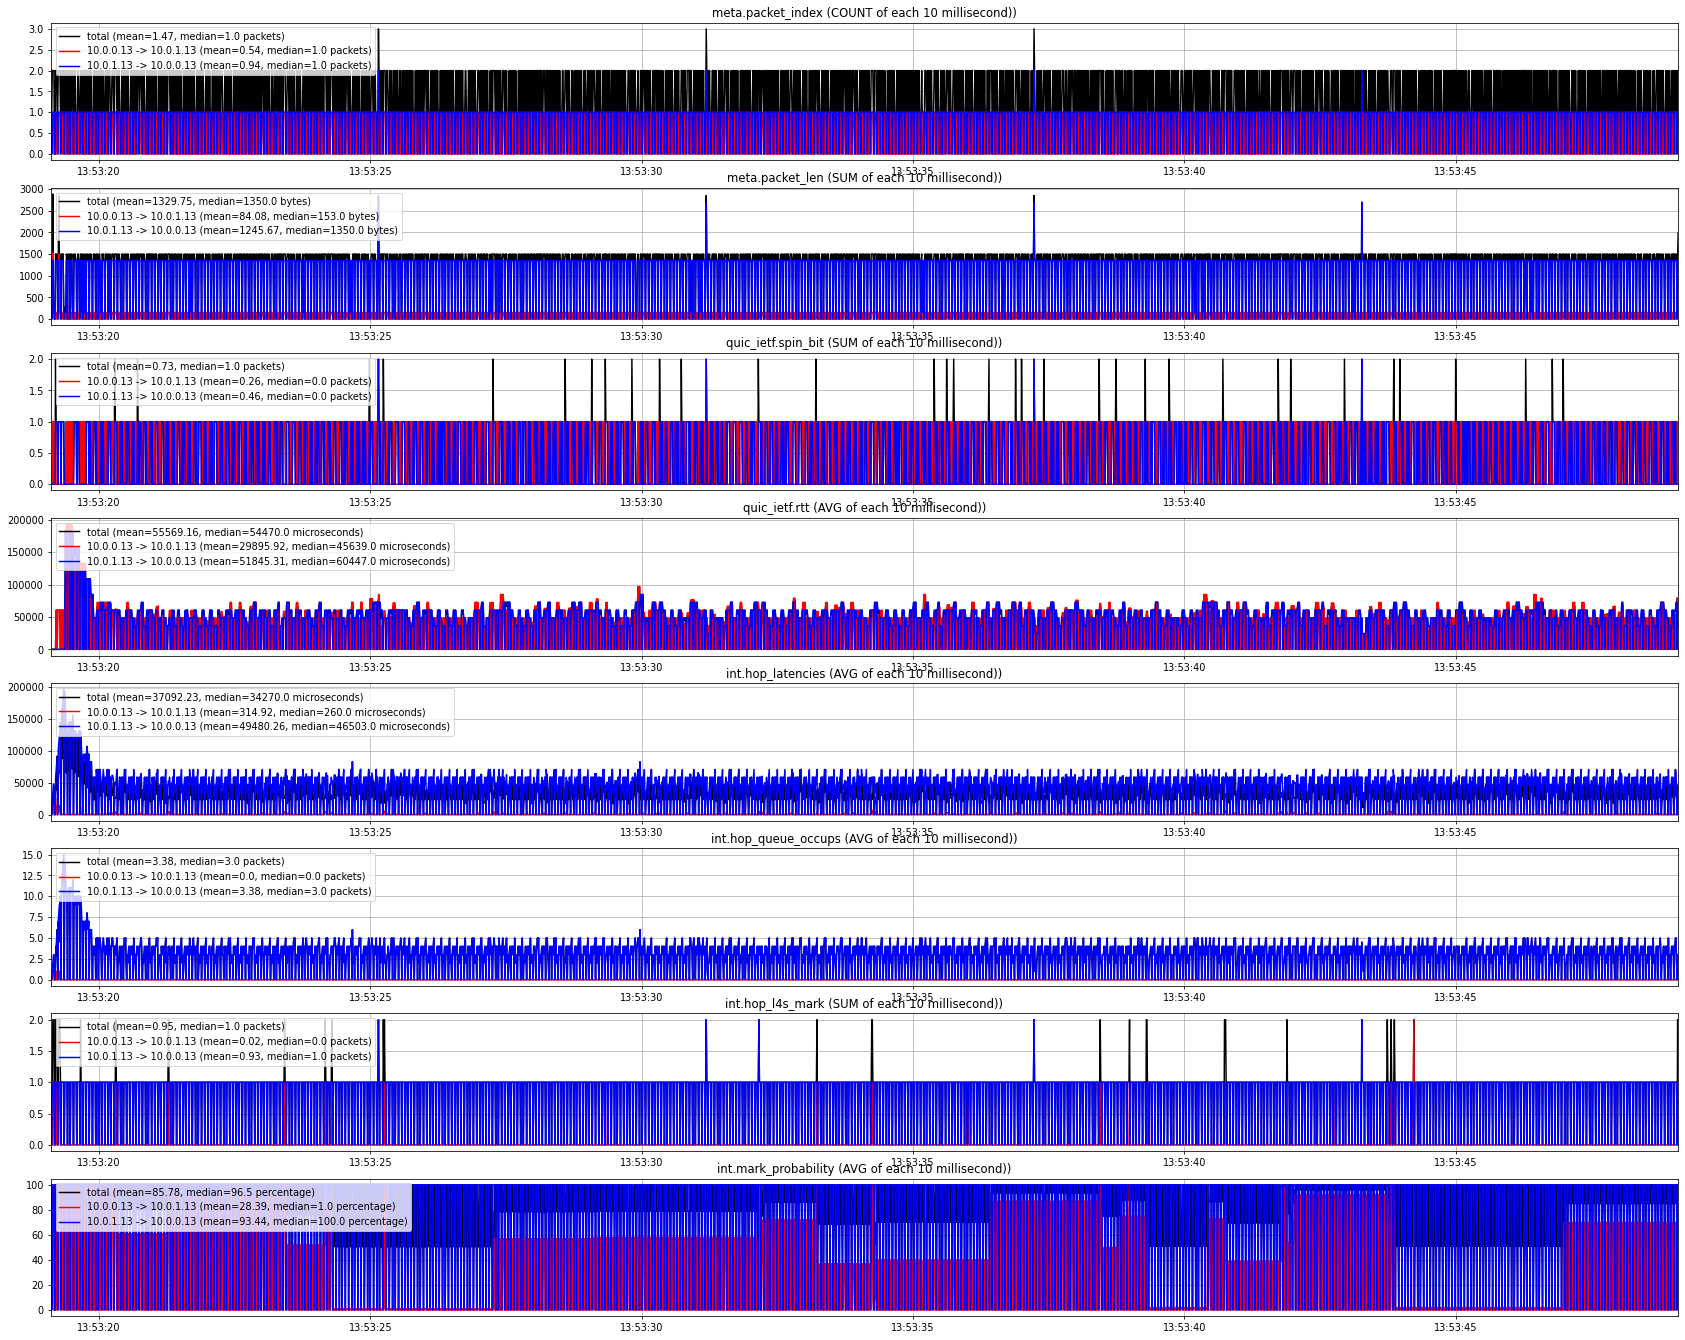 meta.packet_index (COUNT of each 10 millisecond))
3.0
2.5
2.0
1.5
1.0
0.5
0.0
total (mean=1.47, median=1.0 packets)
10.0.0.13 -> 10.0.1.13 (mean=0.54, median=1.0 packets)
10.0.1.13 -> 10.0.0.13 (mean=0.94, median=1.0 packets)
13:53:20 13:53:25 13:53:30 13:53:35 13:53:40 13:53:45
meta.packet_len (SUM of each 10 millisecond))
3000
2500
2000
1500
1000
500
0
total (mean=1329.75, median=1350.0 bytes)
10.0.0.13 -> 10.0.1.13 (mean=84.08, median=153.0 bytes)
10.0.1.13 -> 10.0.0.13 (mean=1245.67, median=1350.0 bytes)
13:53:20 13:53:25 13:53:30 13:53:35 13:53:40 13:53:45
quic_ietf.spin_bit (SUM of each 10 millisecond))
2.0
1.5
1.0
0.5
0.0
total (mean=0.73, median=1.0 packets)
10.0.0.13 -> 10.0.1.13 (mean=0.26, median=0.0 packets)
10.0.1.13 -> 10.0.0.13 (mean=0.46, median=0.0 packets)
13:53:20 13:53:25 13:53:30 13:53:35 13:53:40 13:53:45
quic_ietf.rtt (AVG of each 10 millisecond))
200000
150000
100000
50000
0
total (mean=55569.16, median=54470.0 microseconds)
10.0.0.13 -> 10.0.1.13 (mean=29895.92, median=45639.0 microseconds)
10.0.1.13 -> 10.0.0.13 (mean=51845.31, median=60447.0 microseconds)
13:53:20 13:53:25 13:53:30 13:53:35 13:53:40 13:53:45
int.hop_latencies (AVG of each 10 millisecond))
200000
150000
100000
50000
0
total (mean=37092.23, median=34270.0 microseconds)
10.0.0.13 -> 10.0.1.13 (mean=314.92, median=260.0 microseconds)
10.0.1.13 -> 10.0.0.13 (mean=49480.26, median=46503.0 microseconds)
13:53:20 13:53:25 13:53:30 13:53:35 13:53:40 13:53:45
int.hop_queue_occups (AVG of each 10 millisecond))
15.0
12.5
10.0
7.5
5.0
2.5
0.0
total (mean=3.38, median=3.0 packets)
10.0.0.13 -> 10.0.1.13 (mean=0.0, median=0.0 packets)
10.0.1.13 -> 10.0.0.13 (mean=3.38, median=3.0 packets)
13:53:20 13:53:25 13:53:30 13:53:35 13:53:40 13:53:45
int.hop_l4s_mark (SUM of each 10 millisecond))
2.0
1.5
1.0
0.5
0.0
total (mean=0.95, median=1.0 packets)
10.0.0.13 -> 10.0.1.13 (mean=0.02, median=0.0 packets)
10.0.1.13 -> 10.0.0.13 (mean=0.93, median=1.0 packets)
13:53:20 13:53:25 13:53:30 13:53:35 13:53:40 13:53:45
int.mark_probability (AVG of each 10 millisecond))
100
80
60
40
20
0
total (mean=85.78, median=96.5 percentage)
10.0.0.13 -> 10.0.1.13 (mean=28.39, median=1.0 percentage)
10.0.1.13 -> 10.0.0.13 (mean=93.44, median=100.0 percentage)
13:53:20 13:53:25 13:53:30 13:53:35 13:53:40 13:53:45